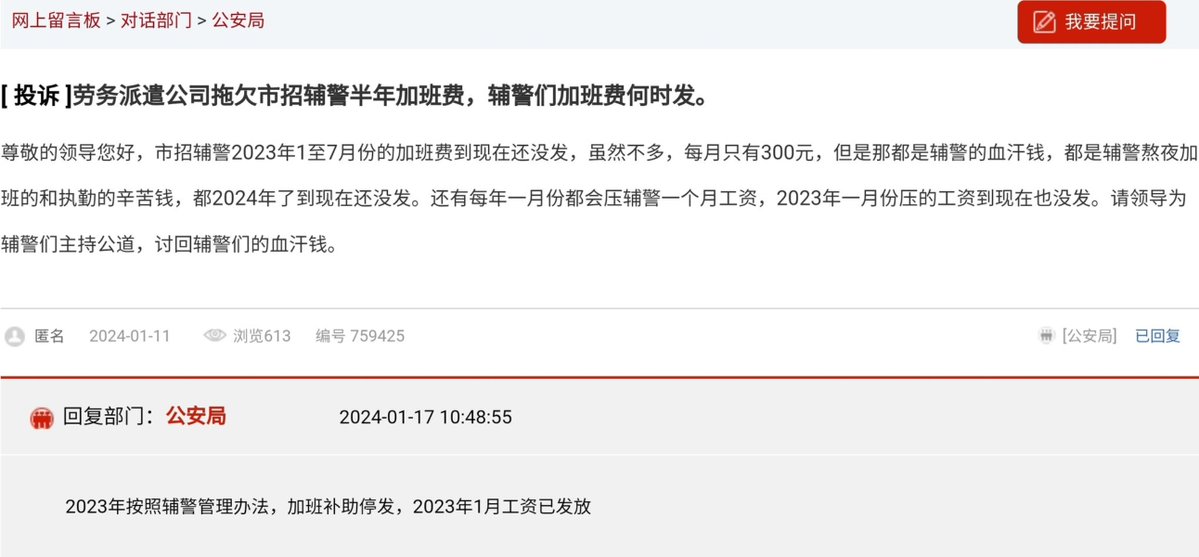 网上留言板 > 对话部门 > 公安局
我要提问
[ 投诉 ]劳务派遣公司拖欠市招辅警半年加班费，辅警们加班费何时发。
尊敬的领导您好，市招辅警2023年1至7月份的加班费到现在还没发，虽然不多，每月只有300元，但是那都是辅警的血汗钱，都是辅警熬夜加
班的和执勤的辛苦钱，都2024年了到现在还没发。还有每年一月份都会压辅警一个月工资，2023年一月份压的工资到现在也没发。请领导为
辅警们主持公道，讨回辅警们的血汗钱。
匿名 2024-01-11 浏览613 编号 759425 [公安局] 已回复
回复部门：公安局 2024-01-17 10:48:55
2023年按照辅警管理办法，加班补助停发，2023年1月工资已发放